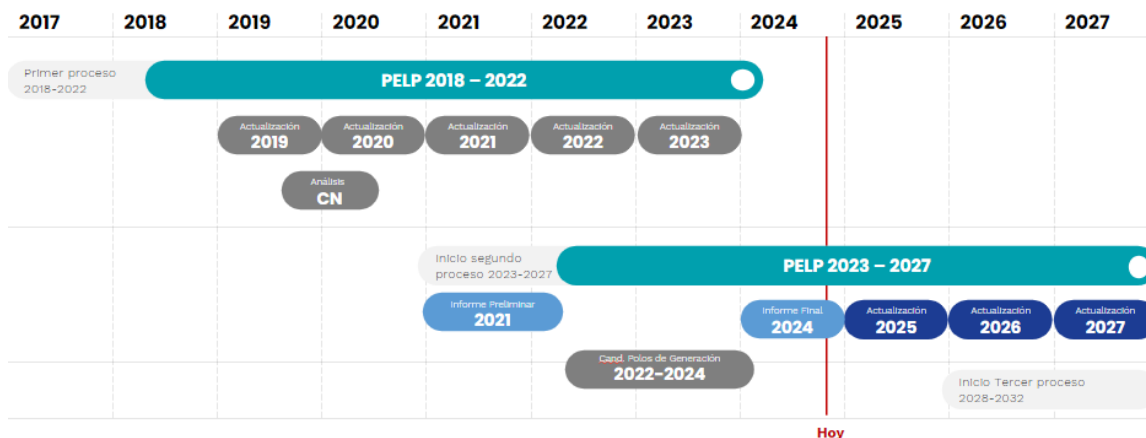 2017 2018 2019 2020 2021 2022 2023 2024 2025 2026 2027
Primer proceso
2018-2022
PELP 2018 – 2022
Actualización
2019
Actualización
2020
Actualización
2021
Actualización
2022
Actualización
2023
Análisis
CN
Inicio segundo
proceso 2023-2027
PELP 2023 – 2027
Informe Preliminar
2021
Informe Final
2024
Actualización
2025
Actualización
2026
Actualización
2027
Cand. Polos de Generación
2022-2024
Inicio Tercer proceso
2028-2032
Hoy